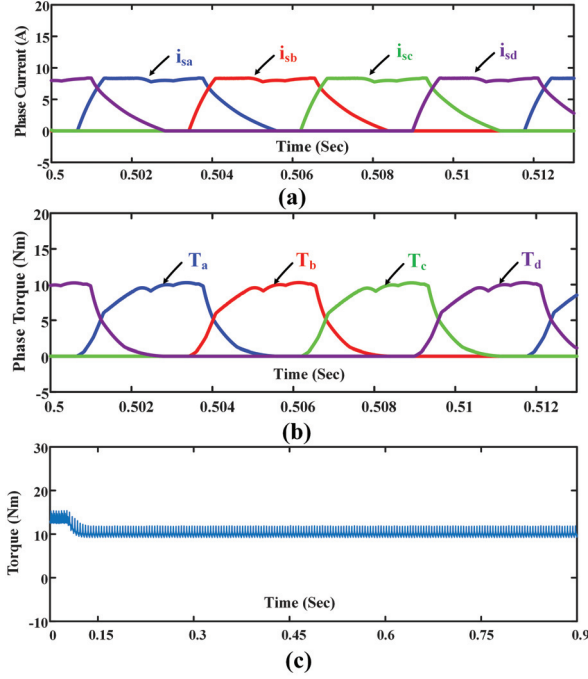 Phase Current (A)
20
15
10
5
0
-5
i_sa
i_sb
i_sc
i_sd
Time (Sec)
0.5 0.502 0.504 0.506 0.508 0.51 0.512
(a)
Phase Torque (Nm)
20
15
10
5
0
-5
T_a
T_b
T_c
T_d
Time (Sec)
0.5 0.502 0.504 0.506 0.508 0.51 0.512
(b)
Torque (Nm)
30
20
10
0
-10
Time (Sec)
0 0.15 0.3 0.45 0.6 0.75 0.9
(c)